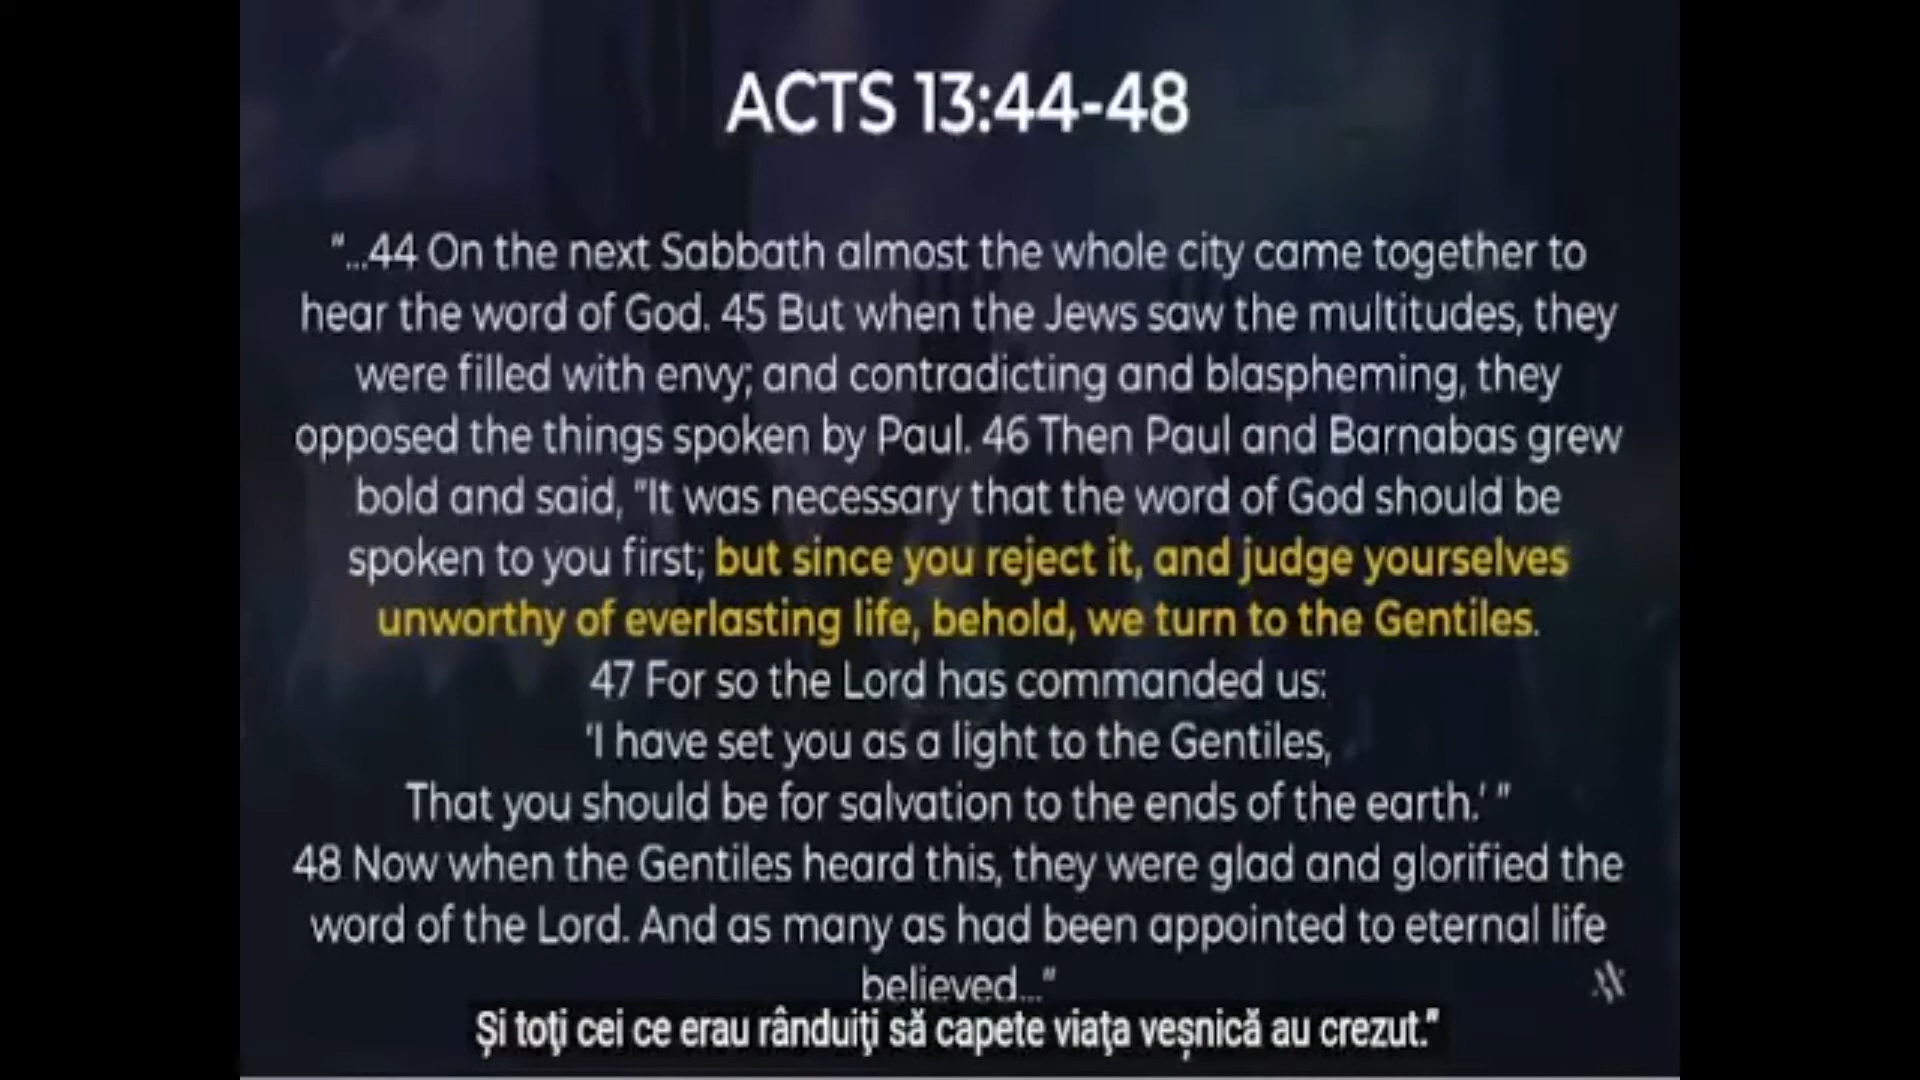 ACTS 13:44-48
"...44 On the next Sabbath almost the whole city came together to
hear the word of God. 45 But when the Jews saw the multitudes, they
were filled with envy; and contradicting and blaspheming, they
opposed the things spoken by Paul. 46 Then Paul and Barnabas grew
bold and said, "It was necessary that the word of God should be
spoken to you first; but since you reject it, and judge yourselves
unworthy of everlasting life, behold, we turn to the Gentiles.
47 For so the Lord has commanded us:
'I have set you as a light to the Gentiles,
That you should be for salvation to the ends of the earth.' "
48 Now when the Gentiles heard this, they were glad and glorified the
word of the Lord. And as many as had been appointed to eternal life
believed..."
Și toți cei ce erau rânduiți să capete viața veșnică au crezut."